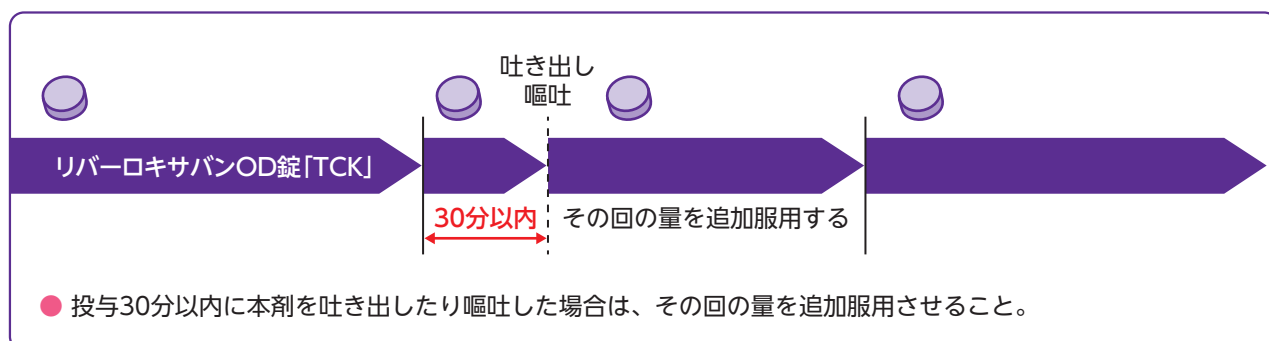 吐き出し
嘔吐
リバーロキサバンOD錠「TCK」
30分以内
その回の量を追加服用する
● 投与30分以内に本剤を吐き出したり嘔吐した場合は、その回の量を追加服用させること。